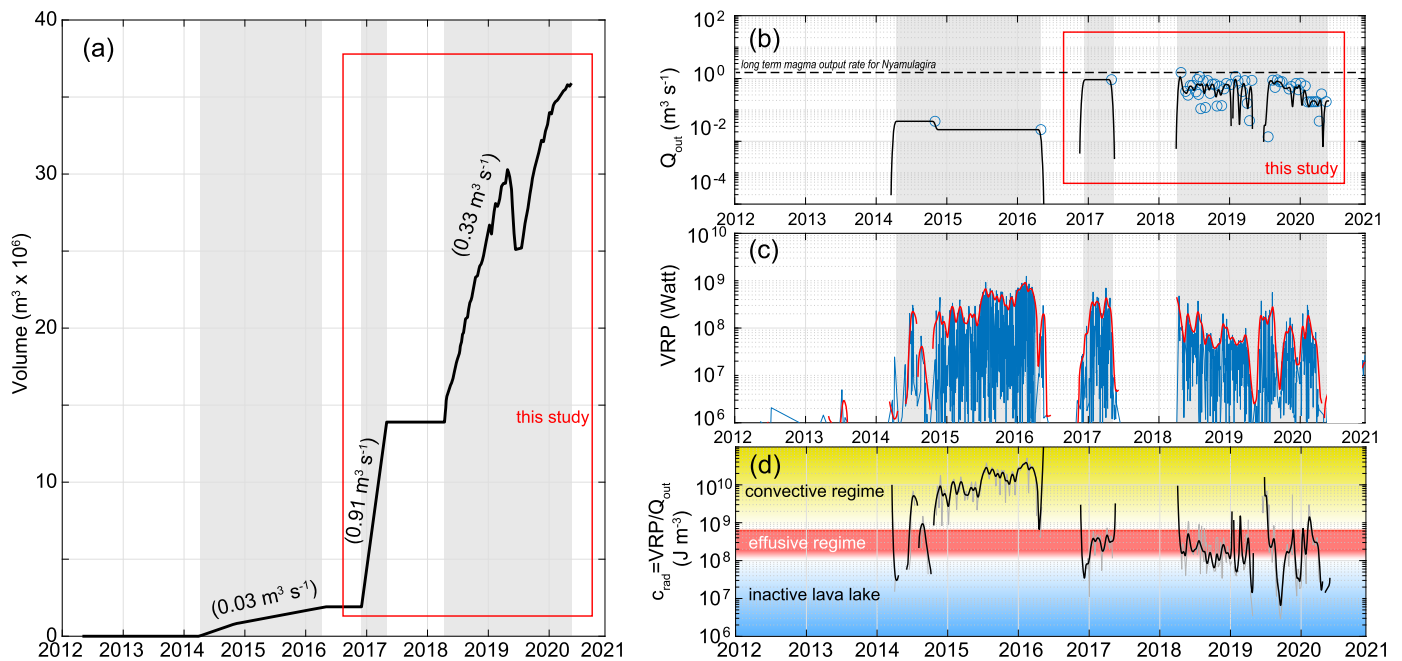 (a)
Volume (m³ x 10⁶)
40
30
20
10
0
(0.03 m³ s⁻¹)
(0.91 m³ s⁻¹)
(0.33 m³ s⁻¹)
this study
2012 2013 2014 2015 2016 2017 2018 2019 2020 2021
(b)
Q_out (m³ s⁻¹)
10²
10⁰
10⁻²
10⁻⁴
long term magma output rate for Nyamulagira
this study
2012 2013 2014 2015 2016 2017 2018 2019 2020 2021
(c)
VRP (Watt)
10¹⁰
10⁹
10⁸
10⁷
10⁶
2012 2013 2014 2015 2016 2017 2018 2019 2020 2021
(d)
c_rad=VRP/Q_out
(J m⁻³)
10¹⁰
10⁹
10⁸
10⁷
10⁶
convective regime
effusive regime
inactive lava lake
2012 2013 2014 2015 2016 2017 2018 2019 2020 2021